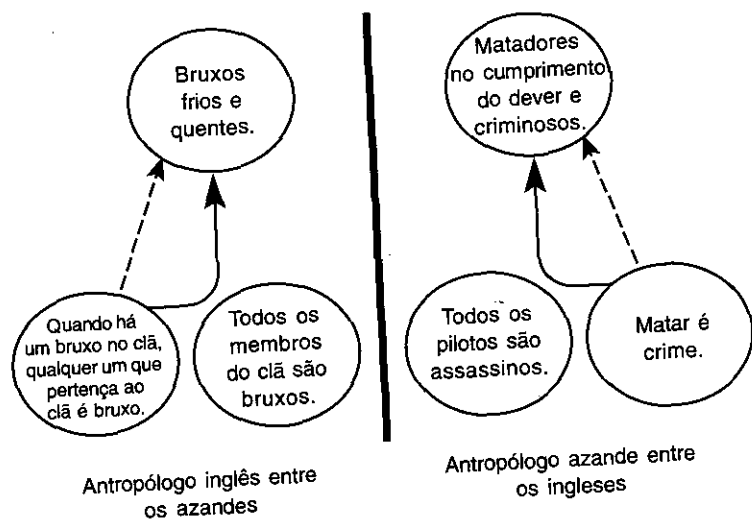 Bruxos
frios e
quentes.
Quando há
um bruxo no clã,
qualquer um que
pertença ao
clã é bruxo.
Todos os
membros
do clã são
bruxos.
Antropólogo inglês entre
os azandes
Matadores
no cumprimento
do dever e
criminosos.
Todos os
pilotos são
assassinos.
Matar é
crime.
Antropólogo azande entre
os ingleses